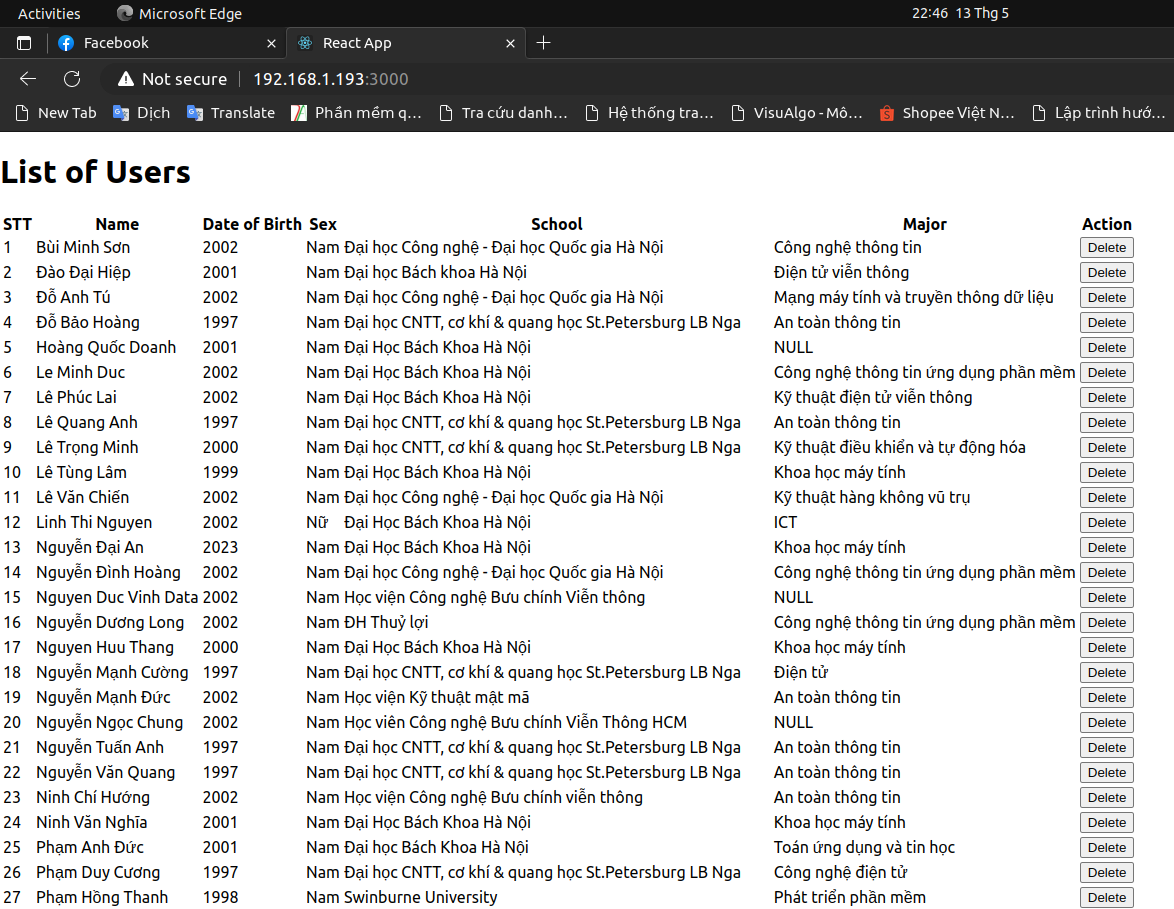 Activities Microsoft Edge 22:46 13 Thg 5
Facebook React App
Not secure 192.168.1.193:3000
New Tab Dịch Translate Phần mềm q... Tra cứu danh... Hệ thống tra... VisuAlgo - Mô... Shopee Việt N... Lập trình hướ...
List of Users
STT Name Date of Birth Sex School Major Action
1 Bùi Minh Sơn 2002 Nam Đại học Công nghệ - Đại học Quốc gia Hà Nội Công nghệ thông tin Delete
2 Đào Đại Hiệp 2001 Nam Đại học Bách khoa Hà Nội Điện tử viễn thông Delete
3 Đỗ Anh Tú 2002 Nam Đại học Công nghệ - Đại học Quốc gia Hà Nội Mạng máy tính và truyền thông dữ liệu Delete
4 Đỗ Bảo Hoàng 1997 Nam Đại học CNTT, cơ khí & quang học St.Petersburg LB Nga An toàn thông tin Delete
5 Hoàng Quốc Doanh 2001 Nam Đại Học Bách Khoa Hà Nội NULL Delete
6 Le Minh Duc 2002 Nam Đại Học Bách Khoa Hà Nội Công nghệ thông tin ứng dụng phần mềm Delete
7 Lê Phúc Lai 2002 Nam Đại Học Bách Khoa Hà Nội Kỹ thuật điện tử viễn thông Delete
8 Lê Quang Anh 1997 Nam Đại học CNTT, cơ khí & quang học St.Petersburg LB Nga An toàn thông tin Delete
9 Lê Trọng Minh 2000 Nam Đại học CNTT, cơ khí & quang học St.Petersburg LB Nga Kỹ thuật điều khiển và tự động hóa Delete
10 Lê Tùng Lâm 1999 Nam Đại Học Bách Khoa Hà Nội Khoa học máy tính Delete
11 Lê Văn Chiến 2002 Nam Đại học Công nghệ - Đại học Quốc gia Hà Nội Kỹ thuật hàng không vũ trụ Delete
12 Linh Thi Nguyen 2002 Nữ Đại Học Bách Khoa Hà Nội ICT Delete
13 Nguyễn Đại An 2023 Nam Đại Học Bách Khoa Hà Nội Khoa học máy tính Delete
14 Nguyễn Đình Hoàng 2002 Nam Đại học Công nghệ - Đại học Quốc gia Hà Nội Công nghệ thông tin ứng dụng phần mềm Delete
15 Nguyen Duc Vinh Data 2002 Nam Học viện Công nghệ Bưu chính Viễn thông NULL Delete
16 Nguyễn Dương Long 2002 Nam ĐH Thuỷ lợi Công nghệ thông tin ứng dụng phần mềm Delete
17 Nguyen Huu Thang 2000 Nam Đại Học Bách Khoa Hà Nội Khoa học máy tính Delete
18 Nguyễn Mạnh Cường 1997 Nam Đại học CNTT, cơ khí & quang học St.Petersburg LB Nga Điện tử Delete
19 Nguyễn Mạnh Đức 2002 Nam Học viện Kỹ thuật mật mã An toàn thông tin Delete
20 Nguyễn Ngọc Chung 2002 Nam Học viên Công nghệ Bưu chính Viễn Thông HCM NULL Delete
21 Nguyễn Tuấn Anh 1997 Nam Đại học CNTT, cơ khí & quang học St.Petersburg LB Nga An toàn thông tin Delete
22 Nguyễn Văn Quang 1997 Nam Đại học CNTT, cơ khí & quang học St.Petersburg LB Nga An toàn thông tin Delete
23 Ninh Chí Hướng 2002 Nam Học viện Công nghệ Bưu chính viễn thông An toàn thông tin Delete
24 Ninh Văn Nghĩa 2001 Nam Đại Học Bách Khoa Hà Nội Khoa học máy tính Delete
25 Phạm Anh Đức 2001 Nam Đại học Bách Khoa Hà Nội Toán ứng dụng và tin học Delete
26 Phạm Duy Cương 1997 Nam Đại học CNTT, cơ khí & quang học St.Petersburg LB Nga Công nghệ điện tử Delete
27 Phạm Hồng Thanh 1998 Nam Swinburne University Phát triển phần mềm Delete